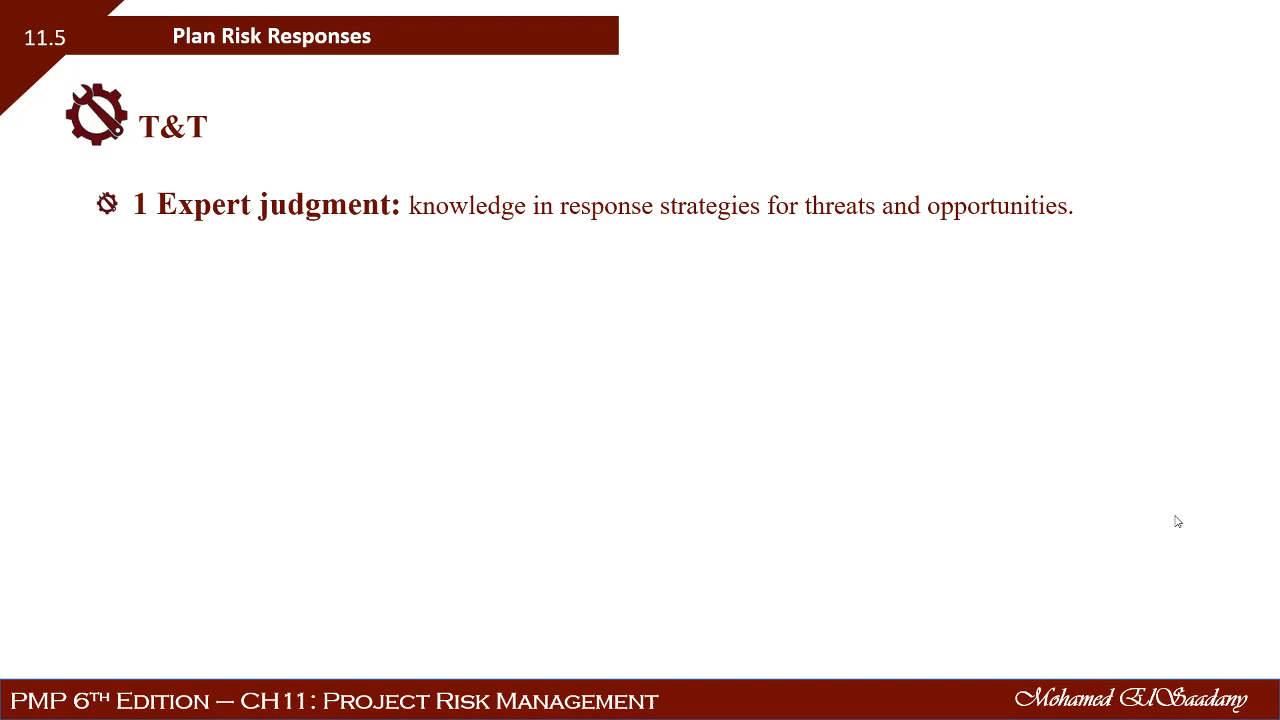 11.5
Plan Risk Responses
T&T
1 Expert judgment: knowledge in response strategies for threats and opportunities.
PMP 6TH Edition – CH11: Project Risk Management
Mohamed ElSaadany